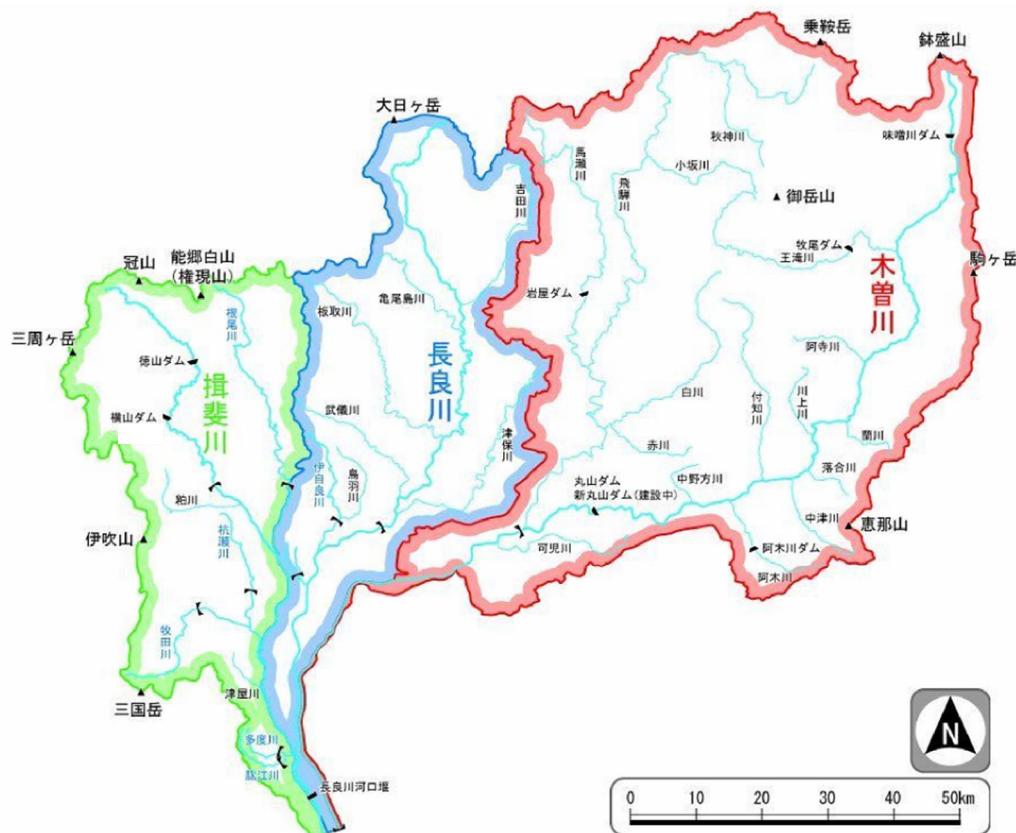 乗鞍岳
鉢盛山
大日ヶ岳
味噌川ダム
秋神川
馬瀬川
小坂川
飛騨川
吉田川
御岳山
牧尾ダム
王滝川
木曽川
駒ヶ岳
能郷白山
(権現山)
冠山
岩屋ダム
亀尾島川
板取川
根尾川
三周ヶ岳
徳山ダム
長良川
阿寺川
揖斐川
横山ダム
武儀川
白川
付知川
川上川
津保川
赤川
蘭川
落合川
伊自良川
鳥羽川
中野方川
丸山ダム
新丸山ダム(建設中)
粕川
中津川
恵那山
杭瀬川
伊吹山
可児川
阿木川ダム
阿木川
牧田川
津屋川
三国岳
多度川
肱江川
長良川河口堰
N
0 10 20 30 40 50km